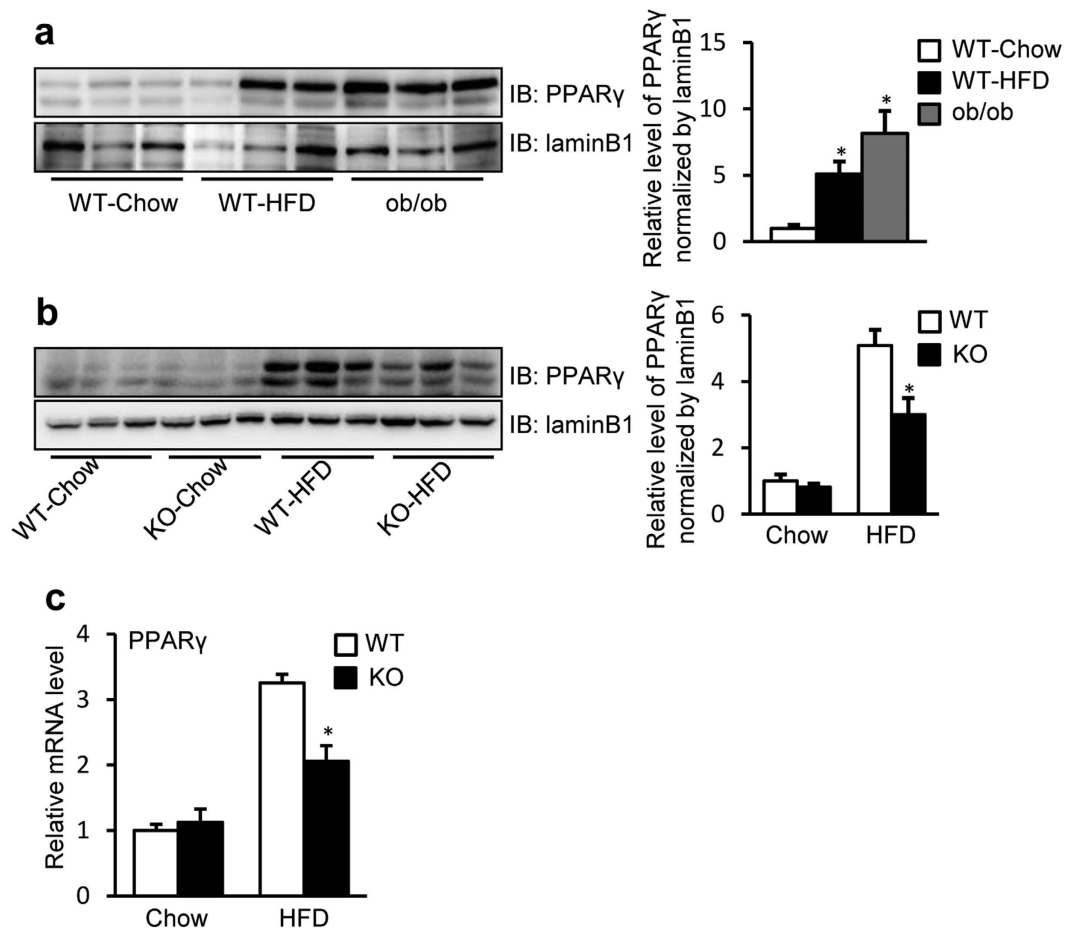 a
IB: PPARγ
IB: laminB1
WT-Chow WT-HFD ob/ob
Relative level of PPARγ
normalized by laminB1
15
10
5
0
*
*
WT-Chow
WT-HFD
ob/ob
b
IB: PPARγ
IB: laminB1
WT-Chow
KO-Chow
WT-HFD
KO-HFD
Relative level of PPARγ
normalized by laminB1
6
4
2
0
*
WT
KO
Chow HFD
c
PPARγ
Relative mRNA level
4
3
2
1
0
*
WT
KO
Chow HFD